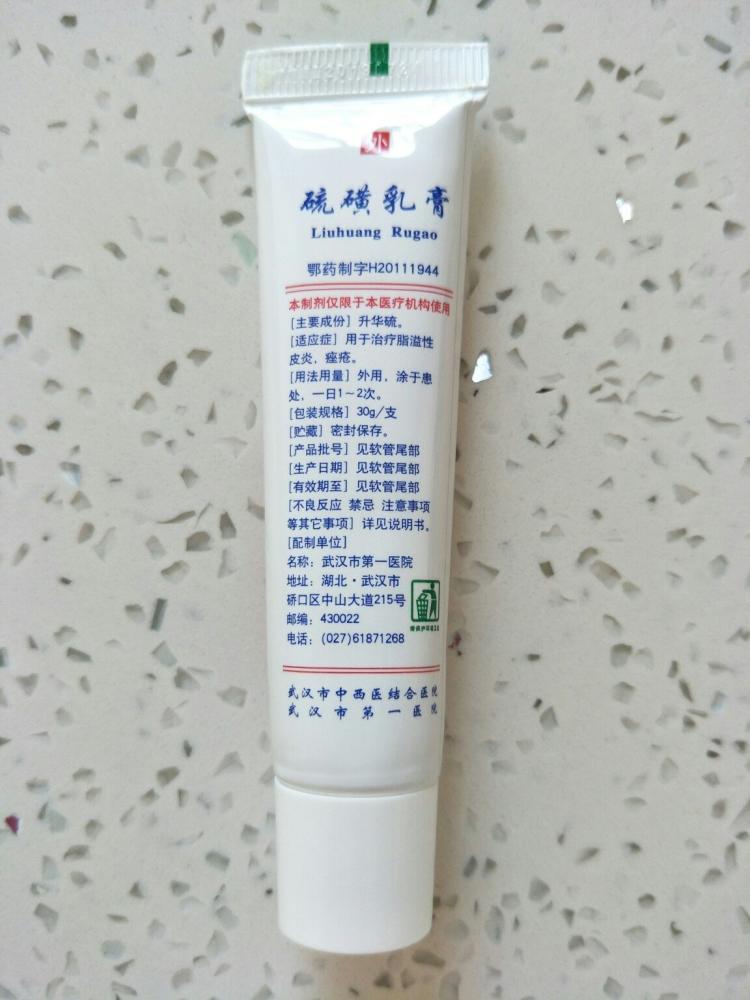 外
硫磺乳膏
Liuhuang Rugao
鄂药制字H20111944
本制剂仅限于本医疗机构使用
[主要成份] 升华硫。
[适应症] 用于治疗脂溢性
皮炎，痤疮。
[用法用量] 外用，涂于患
处，一日1～2次。
[包装规格] 30g/支
[贮藏] 密封保存。
[产品批号] 见软管尾部
[生产日期] 见软管尾部
[有效期至] 见软管尾部
[不良反应 禁忌 注意事项
等其它事项] 详见说明书。
[配制单位]
名称：武汉市第一医院
地址：湖北·武汉市
硚口区中山大道215号
邮编：430022
电话：(027)61871268
武汉市中西医结合医院
武汉市第一医院